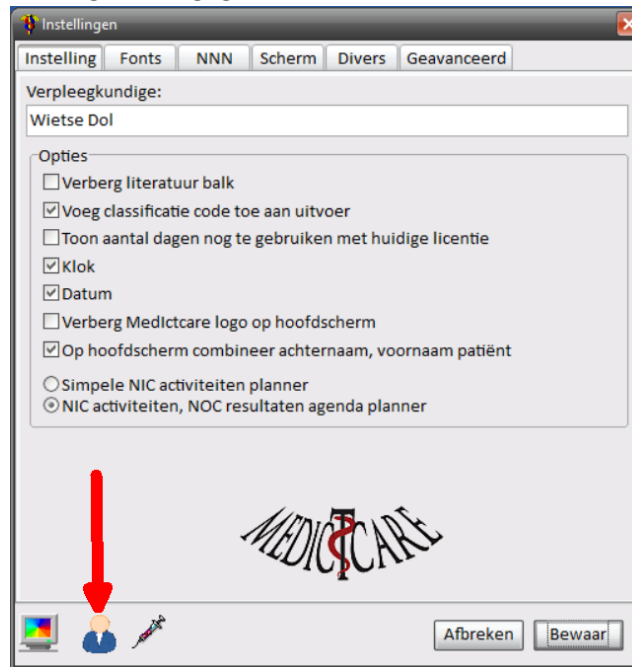 Instellingen
Instelling Fonts NNN Scherm Divers Geavanceerd
Verpleegkundige:
Wietse Dol
Opties
Verberg literatuur balk
Voeg classificatie code toe aan uitvoer
Toon aantal dagen nog te gebruiken met huidige licentie
Klok
Datum
Verberg MedIctcare logo op hoofdscherm
Op hoofdscherm combineer achternaam, voornaam patiënt
Simpele NIC activiteiten planner
NIC activiteiten, NOC resultaten agenda planner
MEDICTCARE
Afbreken Bewaar